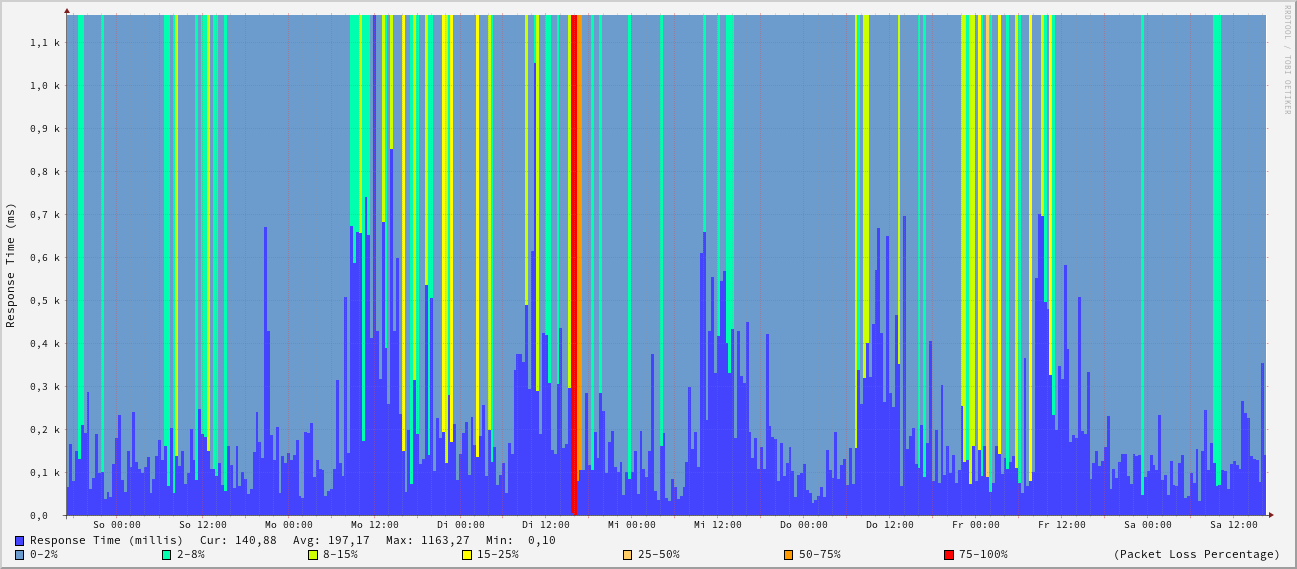 RRDTOOL / TOBI OETIKER
Response Time (ms)
1,1 k
1,0 k
0,9 k
0,8 k
0,7 k
0,6 k
0,5 k
0,4 k
0,3 k
0,2 k
0,1 k
0,0
So 00:00 So 12:00 Mo 00:00 Mo 12:00 Di 00:00 Di 12:00 Mi 00:00 Mi 12:00 Do 00:00 Do 12:00 Fr 00:00 Fr 12:00 Sa 00:00 Sa 12:00
Response Time (millis) Cur: 140,88 Avg: 197,17 Max: 1163,27 Min: 0,10
0-2% 2-8% 8-15% 15-25% 25-50% 50-75% 75-100% (Packet Loss Percentage)